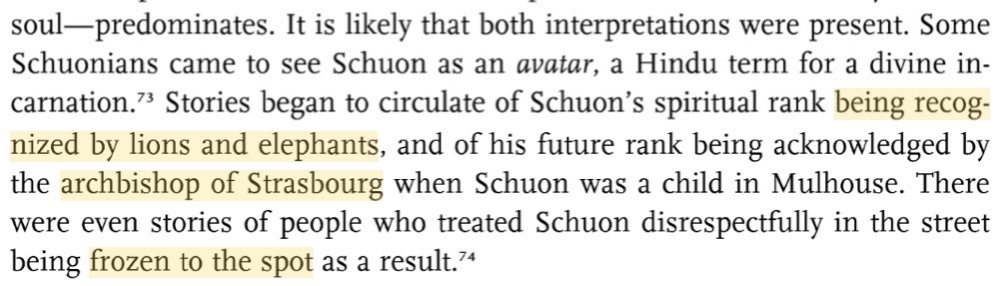 soul—predominates. It is likely that both interpretations were present. Some
Schuonians came to see Schuon as an avatar, a Hindu term for a divine in-
carnation.⁷³ Stories began to circulate of Schuon’s spiritual rank being recog-
nized by lions and elephants, and of his future rank being acknowledged by
the archbishop of Strasbourg when Schuon was a child in Mulhouse. There
were even stories of people who treated Schuon disrespectfully in the street
being frozen to the spot as a result.⁷⁴